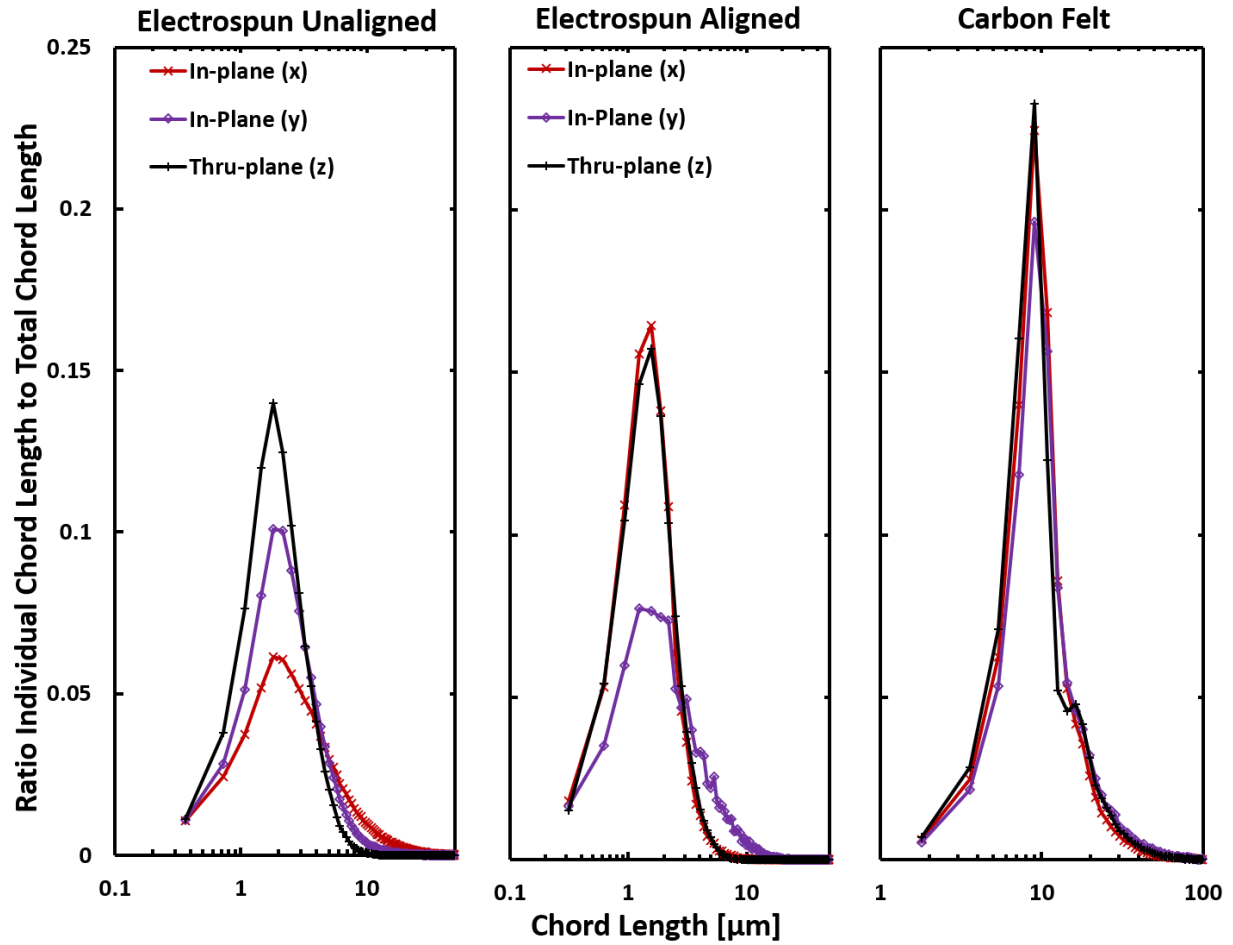 Electrospun Unaligned
Electrospun Aligned
Carbon Felt
Ratio Individual Chord Length to Total Chord Length
0.25
0.2
0.15
0.1
0.05
0
In-plane (x)
In-Plane (y)
Thru-plane (z)
In-plane (x)
In-Plane (y)
Thru-plane (z)
0.1
1
10
0.1
1
10
1
10
100
Chord Length [µm]